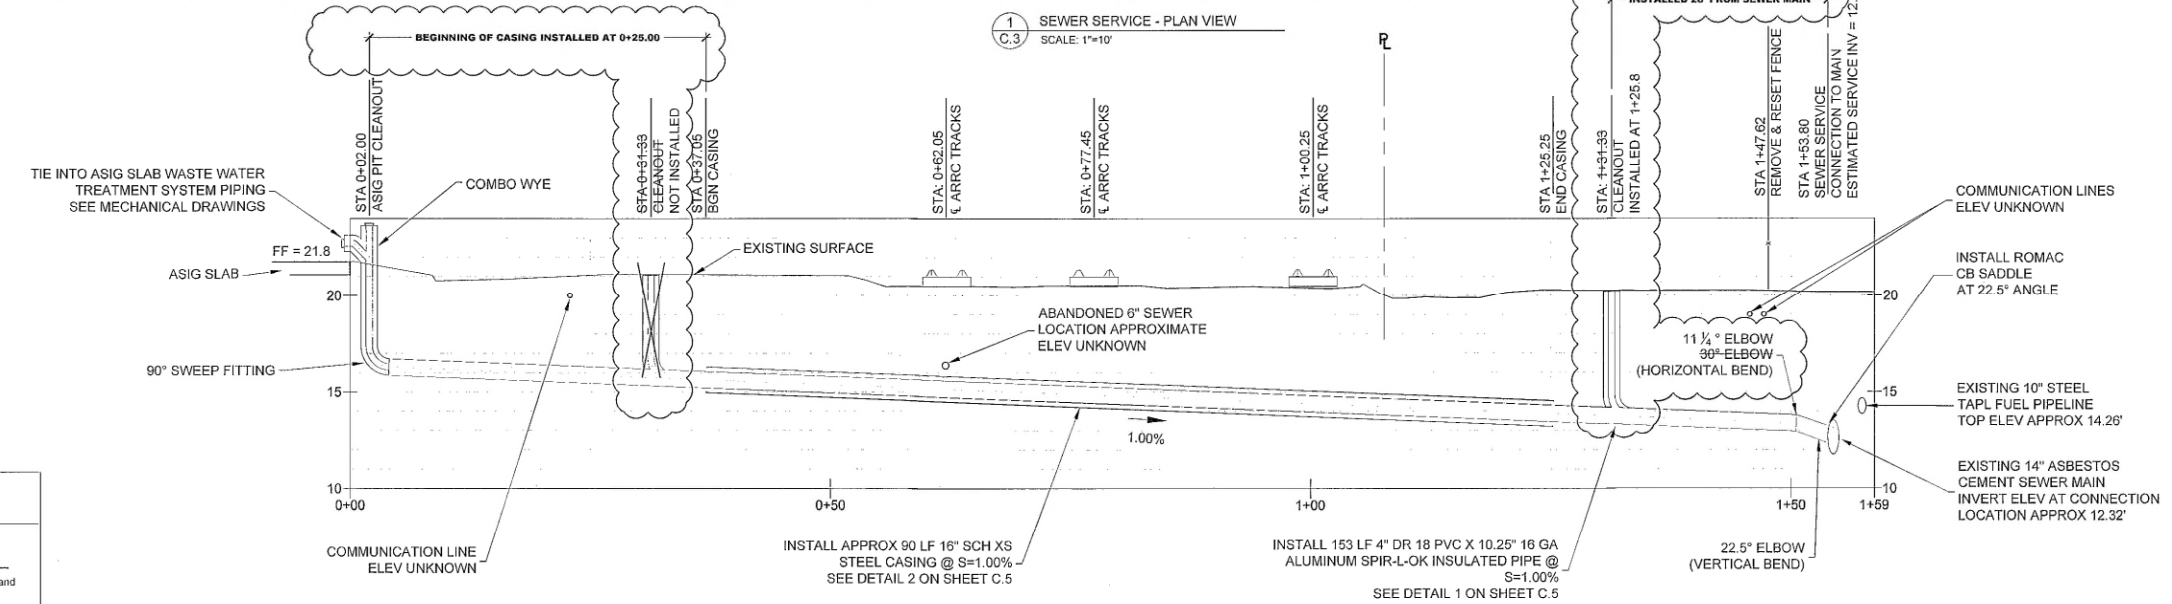 INSTALLED 28' FROM SEWER MAIN
1
C.3
SEWER SERVICE - PLAN VIEW
SCALE: 1"=10'
BEGINNING OF CASING INSTALLED AT 0+25.00
PL
STA 0+02.00
ASIG PIT CLEANOUT
STA 0+31.33
CLEANOUT
NOT INSTALLED
STA 0+37.05
BGN CASING
STA: 0+62.05
CL ARRC TRACKS
STA: 0+77.45
CL ARRC TRACKS
STA: 1+00.25
CL ARRC TRACKS
STA 1+25.25
END CASING
STA: 1+31.33
CLEANOUT
INSTALLED AT 1+25.8
STA 1+47.62
REMOVE & RESET FENCE
STA 1+53.80
SEWER SERVICE
CONNECTION TO MAIN
ESTIMATED SERVICE INV = 12.
TIE INTO ASIG SLAB WASTE WATER
TREATMENT SYSTEM PIPING
SEE MECHANICAL DRAWINGS
COMBO WYE
COMMUNICATION LINES
ELEV UNKNOWN
FF = 21.8
ASIG SLAB
EXISTING SURFACE
INSTALL ROMAC
CB SADDLE
AT 22.5° ANGLE
20
20
ABANDONED 6" SEWER
LOCATION APPROXIMATE
ELEV UNKNOWN
11 ¼ ° ELBOW
30° ELBOW
(HORIZONTAL BEND)
90° SWEEP FITTING
15
15
EXISTING 10" STEEL
TAPL FUEL PIPELINE
TOP ELEV APPROX 14.26'
1.00%
EXISTING 14" ASBESTOS
CEMENT SEWER MAIN
INVERT ELEV AT CONNECTION
LOCATION APPROX 12.32'
10
10
0+00
0+50
1+00
1+50
1+59
COMMUNICATION LINE
ELEV UNKNOWN
INSTALL APPROX 90 LF 16" SCH XS
STEEL CASING @ S=1.00%
SEE DETAIL 2 ON SHEET C.5
INSTALL 153 LF 4" DR 18 PVC X 10.25" 16 GA
ALUMINUM SPIR-L-OK INSULATED PIPE @
S=1.00%
SEE DETAIL 1 ON SHEET C.5
22.5° ELBOW
(VERTICAL BEND)
and